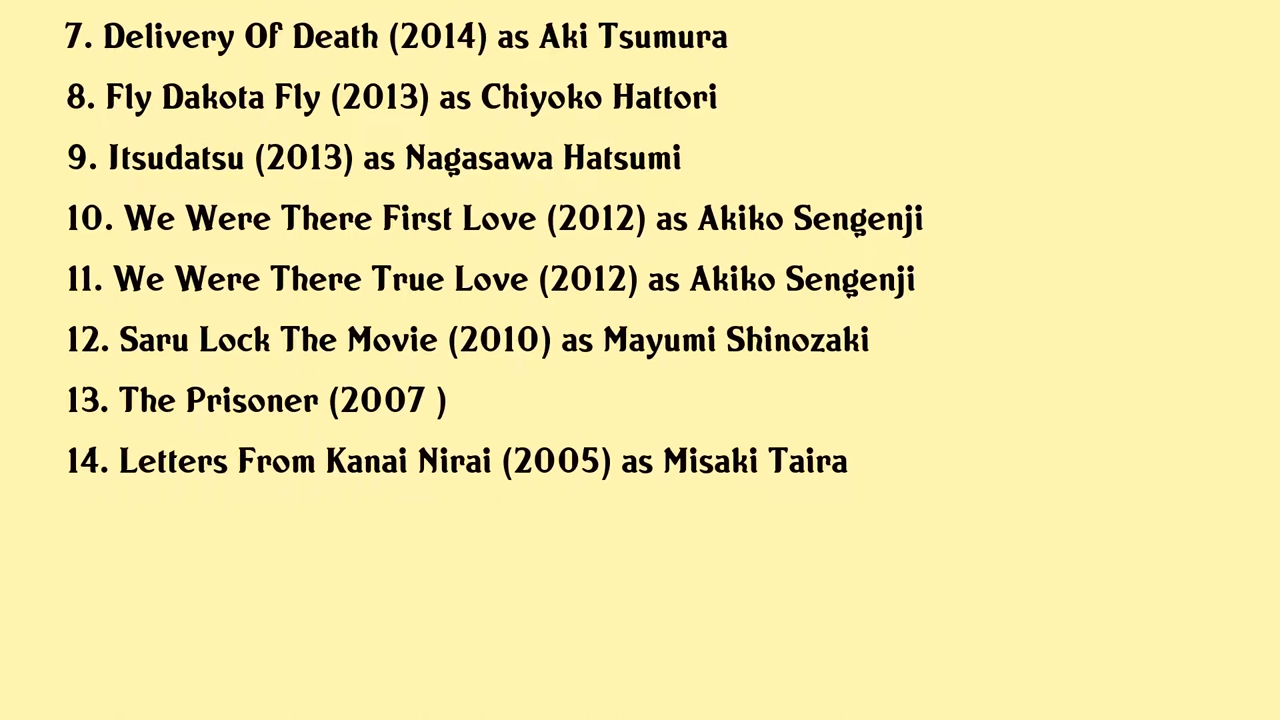 7. Delivery Of Death (2014) as Aki Tsumura
8. Fly Dakota Fly (2013) as Chiyoko Hattori
9. Itsudatsu (2013) as Nagasawa Hatsumi
10. We Were There First Love (2012) as Akiko Sengenji
11. We Were There True Love (2012) as Akiko Sengenji
12. Saru Lock The Movie (2010) as Mayumi Shinozaki
13. The Prisoner (2007 )
14. Letters From Kanai Nirai (2005) as Misaki Taira